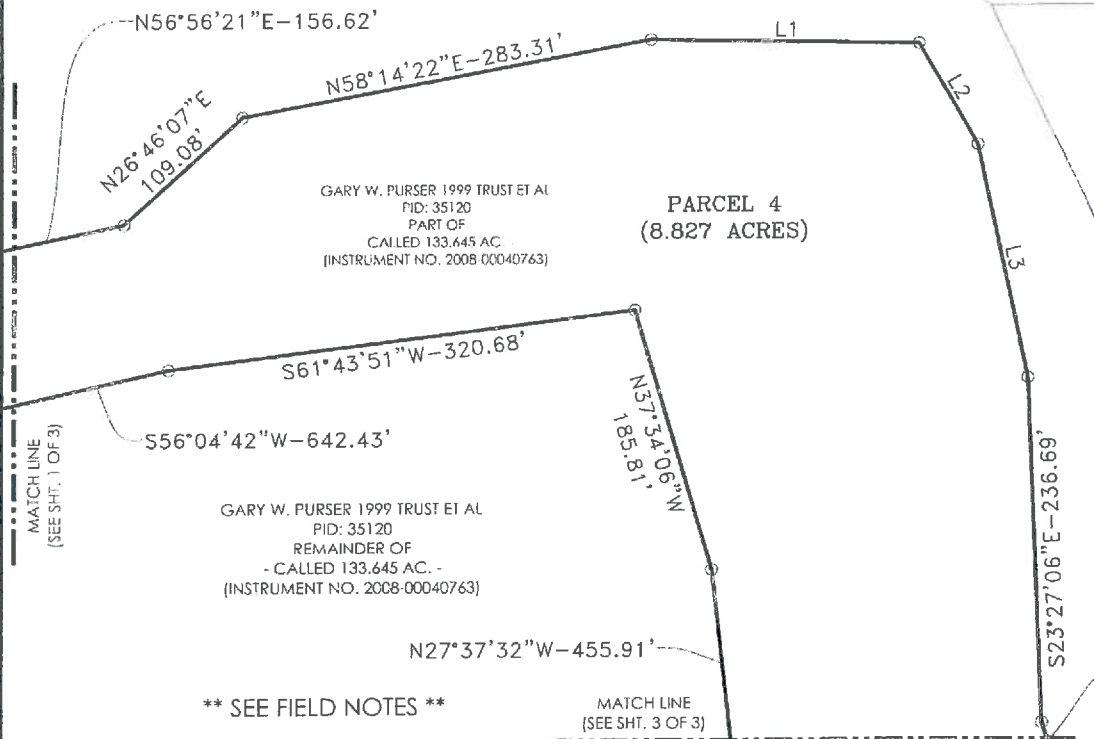 N56°56'21"E-156.62'
N58°14'22"E-283.31'
L1
L2
N26°46'07"E
109.08'
GARY W. PURSER 1999 TRUST ET AL
PID: 35120
PART OF
CALLED 133.645 AC.
(INSTRUMENT NO. 2008-00040763)
PARCEL 4
(8.827 ACRES)
L3
S61°43'51"W-320.68'
N37°34'06"W
185.81'
S56°04'42"W-642.43'
MATCH LINE
(SEE SHT. 1 OF 3)
GARY W. PURSER 1999 TRUST ET AL
PID: 35120
REMAINDER OF
- CALLED 133.645 AC. -
(INSTRUMENT NO. 2008-00040763)
S23°27'06"E-236.69'
N27°37'32"W-455.91'
** SEE FIELD NOTES **
MATCH LINE
(SEE SHT. 3 OF 3)